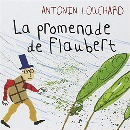 ANTONIN LOUCHARD
La promenade
de Flaubert